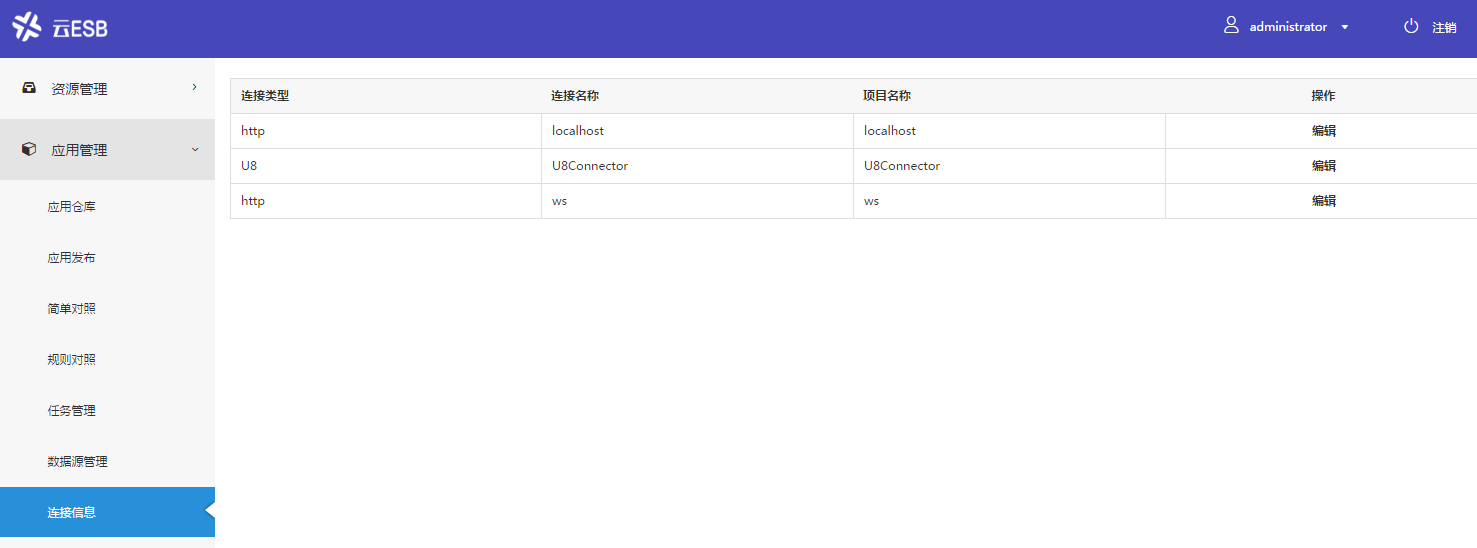 云ESB
administrator
注销
资源管理
应用管理
应用仓库
应用发布
简单对照
规则对照
任务管理
数据源管理
连接信息
连接类型 连接名称 项目名称 操作
http localhost localhost 编辑
U8 U8Connector U8Connector 编辑
http ws ws 编辑